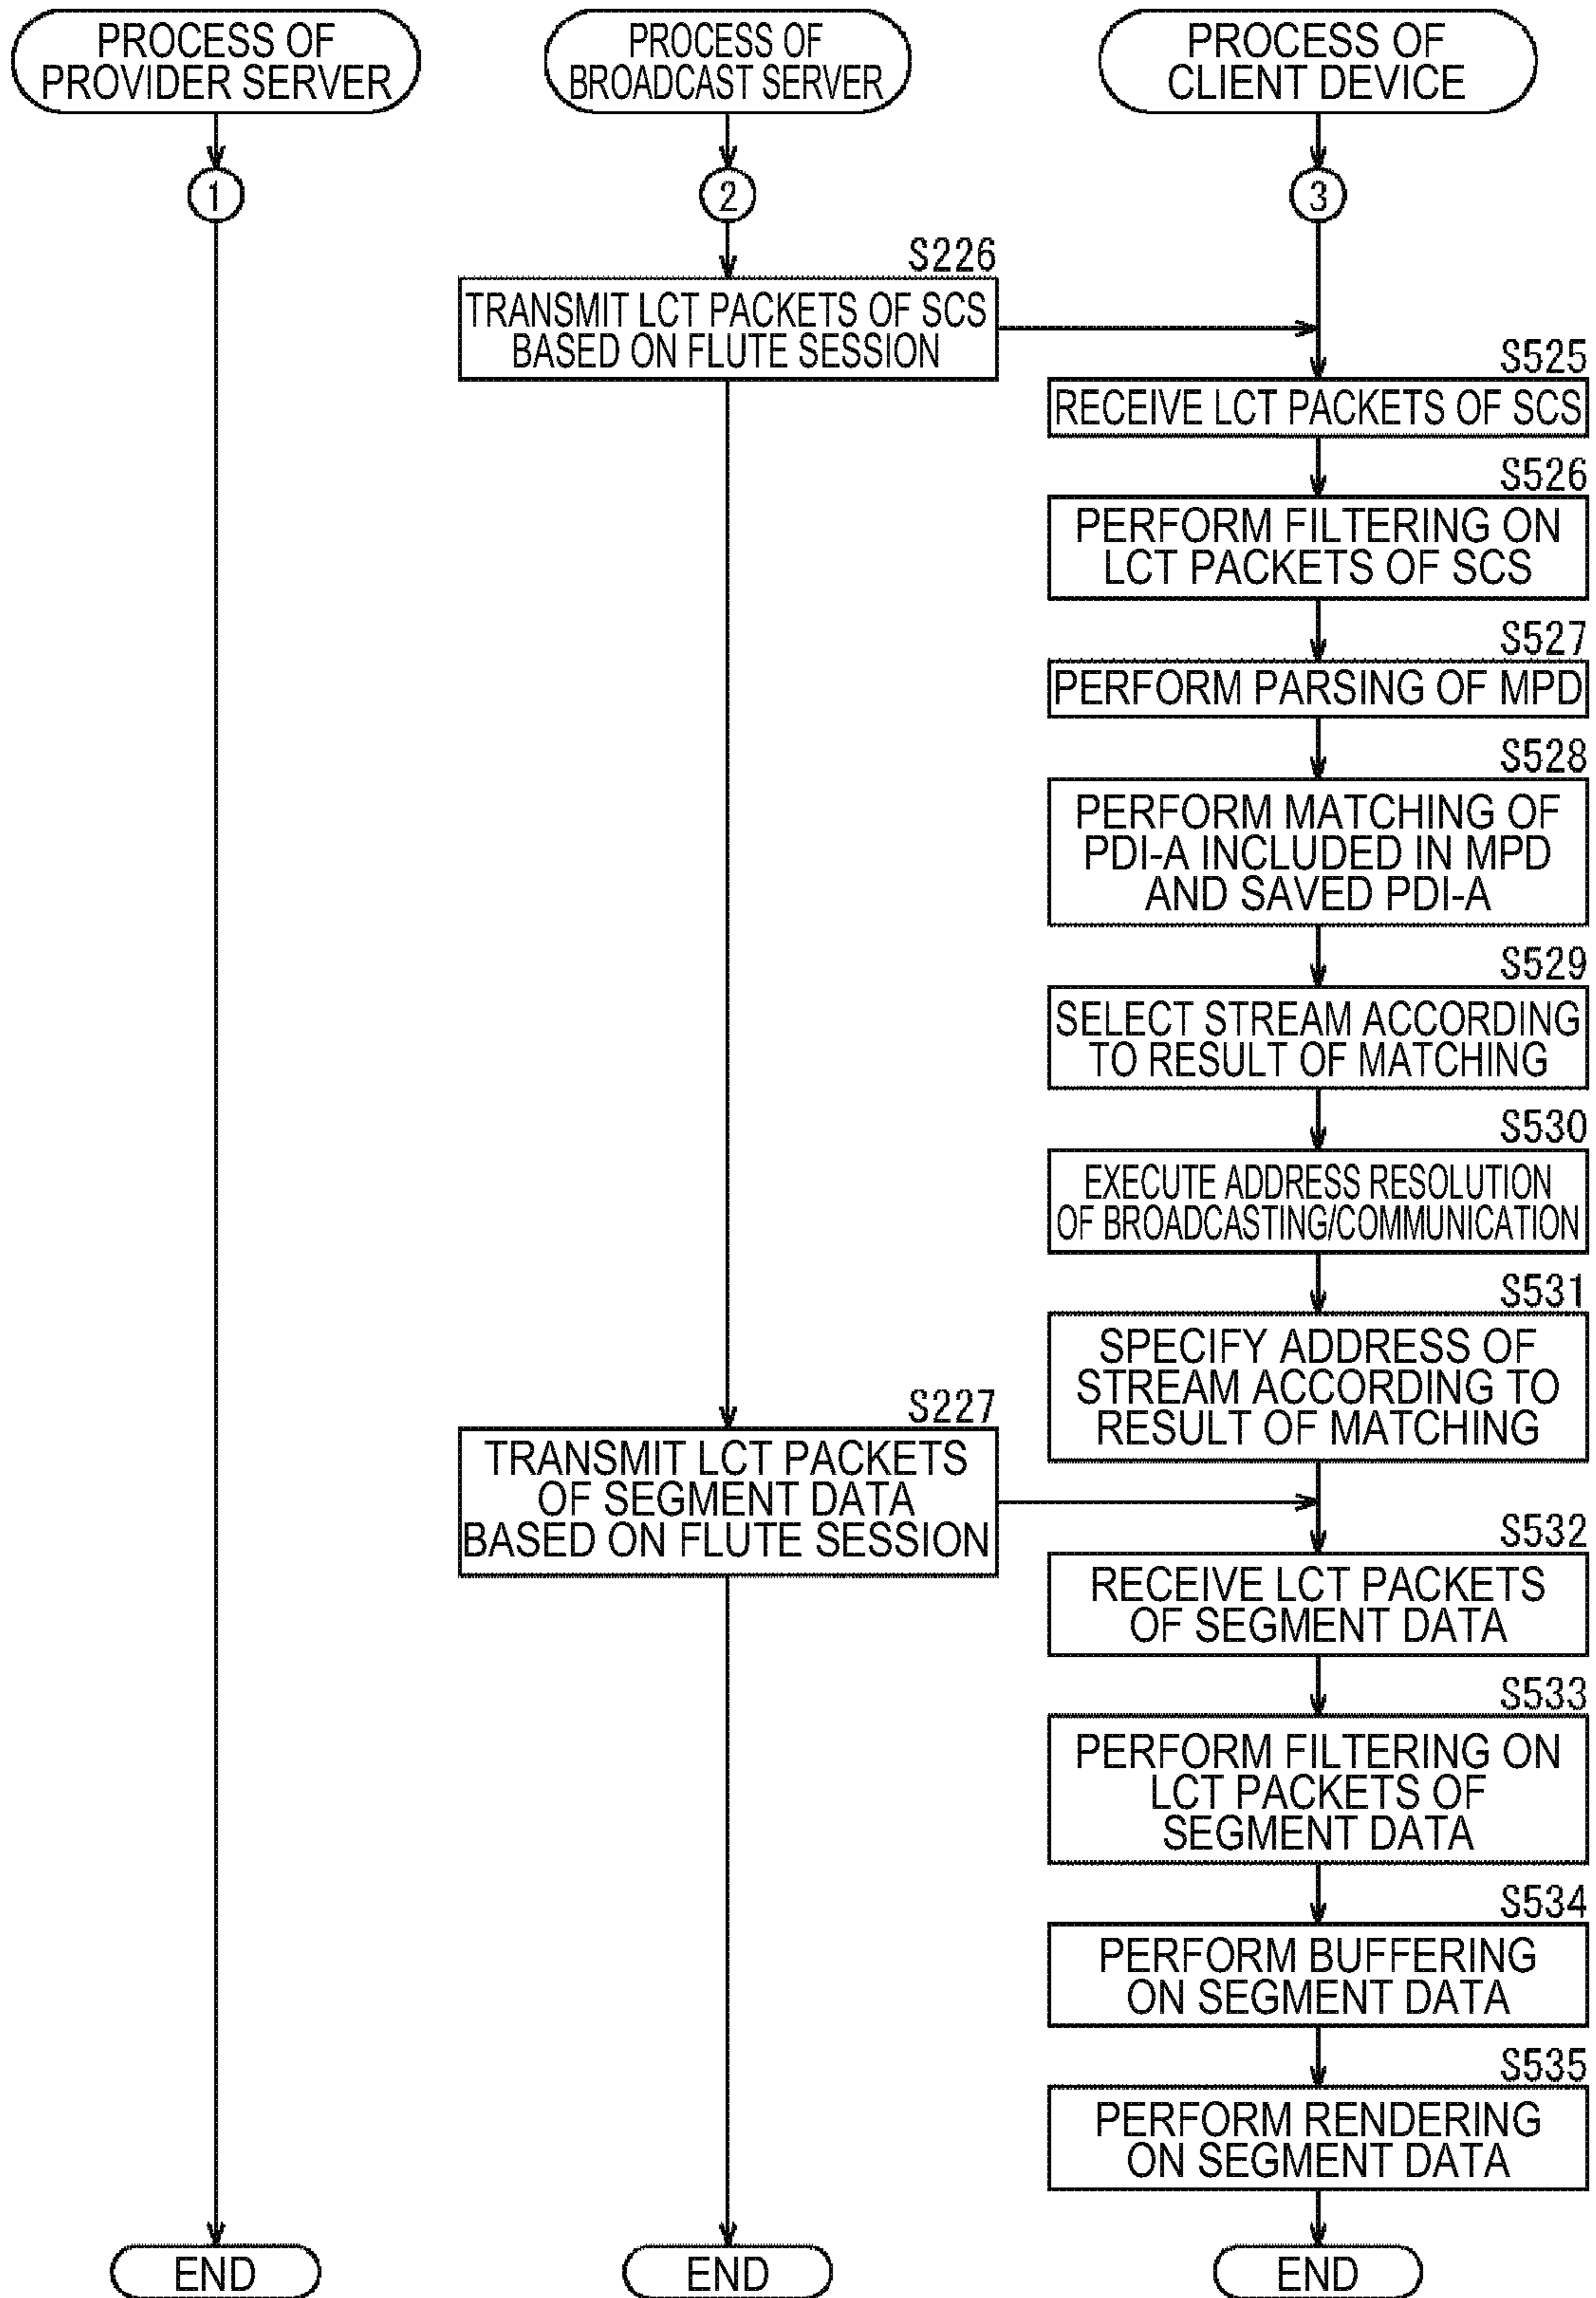 PROCESS OF
PROVIDER SERVER
PROCESS OF
BROADCAST SERVER
PROCESS OF
CLIENT DEVICE
1
2
3
S226
TRANSMIT LCT PACKETS OF SCS
BASED ON FLUTE SESSION
S525
RECEIVE LCT PACKETS OF SCS
S526
PERFORM FILTERING ON
LCT PACKETS OF SCS
S527
PERFORM PARSING OF MPD
S528
PERFORM MATCHING OF
PDI-A INCLUDED IN MPD
AND SAVED PDI-A
S529
SELECT STREAM ACCORDING
TO RESULT OF MATCHING
S530
EXECUTE ADDRESS RESOLUTION
OF BROADCASTING/COMMUNICATION
S531
SPECIFY ADDRESS OF
STREAM ACCORDING TO
RESULT OF MATCHING
S227
TRANSMIT LCT PACKETS
OF SEGMENT DATA
BASED ON FLUTE SESSION
S532
RECEIVE LCT PACKETS
OF SEGMENT DATA
S533
PERFORM FILTERING ON
LCT PACKETS OF
SEGMENT DATA
S534
PERFORM BUFFERING
ON SEGMENT DATA
S535
PERFORM RENDERING
ON SEGMENT DATA
END
END
END